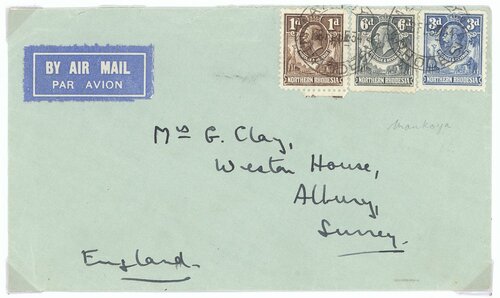 BY AIR MAIL
PAR AVION
1d 1d
NORTHERN RHODESIA
6d 6d
NORTHERN RHODESIA
3d 3d
NORTHERN RHODESIA
Mankoya
Mrs G. Clay,
Weston House,
Albury,
Surrey.
England.